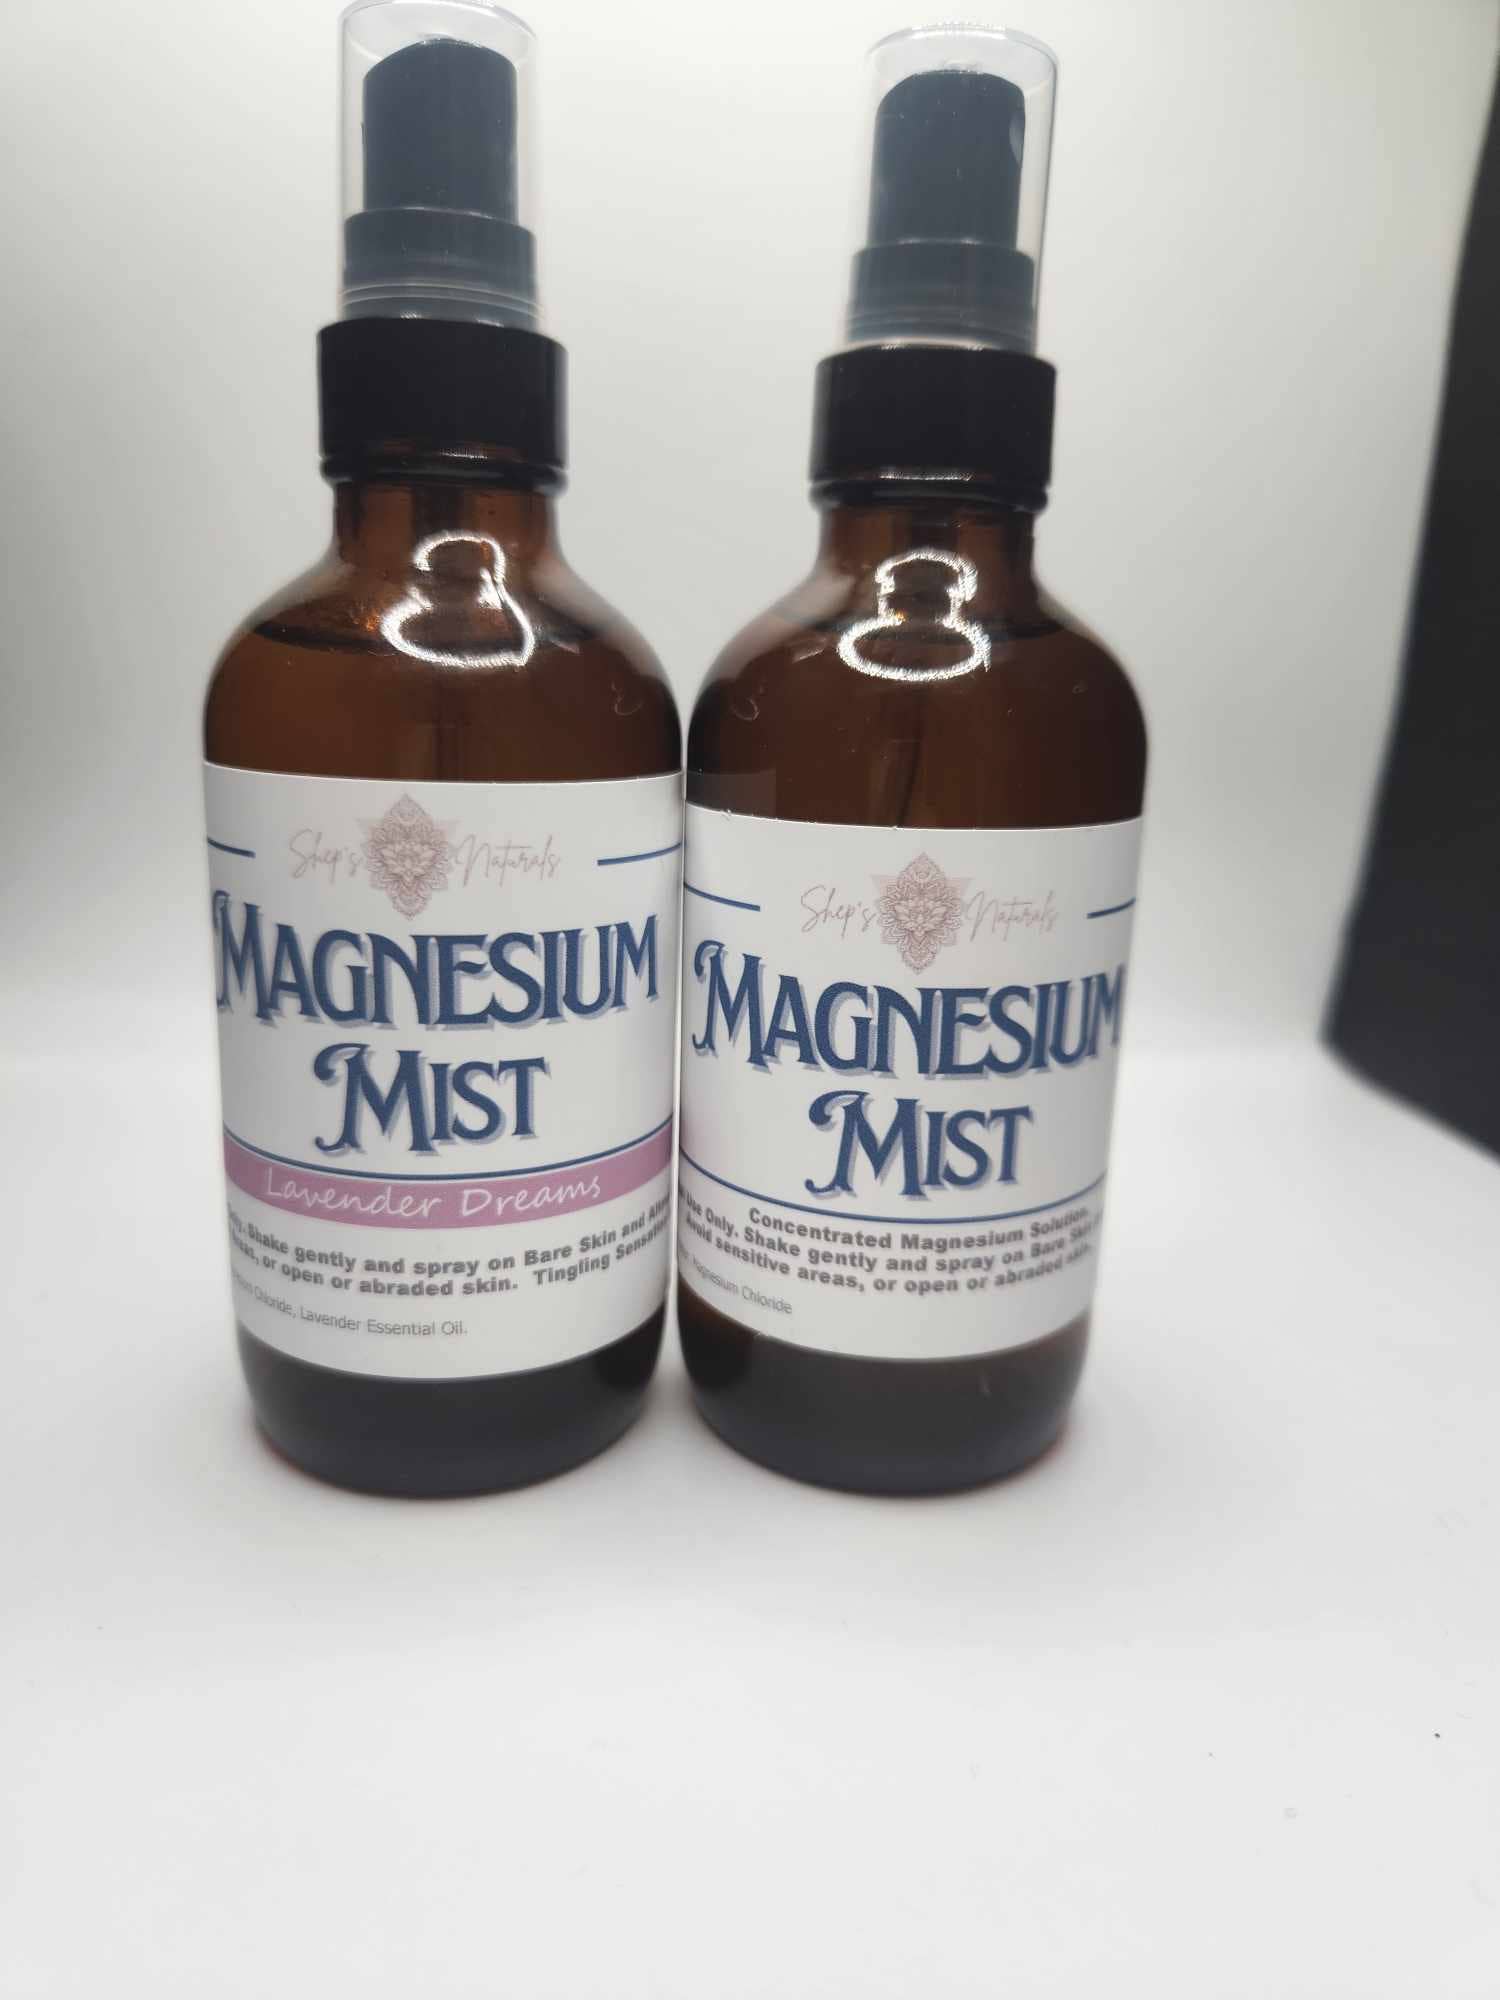 Shep's Naturals
MAGNESIUM
MIST
Lavender Dreams
Shake gently and spray on Bare Skin and
or open or abraded skin. Tingling
Chloride, Lavender Essential Oil.
Shep's Naturals
MAGNESIUM
MIST
Concentrated Magnesium Solution.
Use Only. Shake gently and spray on Bare Skin
Avoid sensitive areas, or open or abraded skin.
Magnesium Chloride